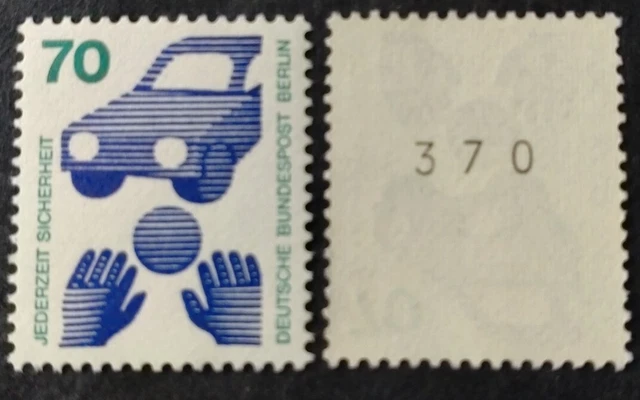 70
JEDERZEIT SICHERHEIT
DEUTSCHE BUNDESPOST BERLIN
370